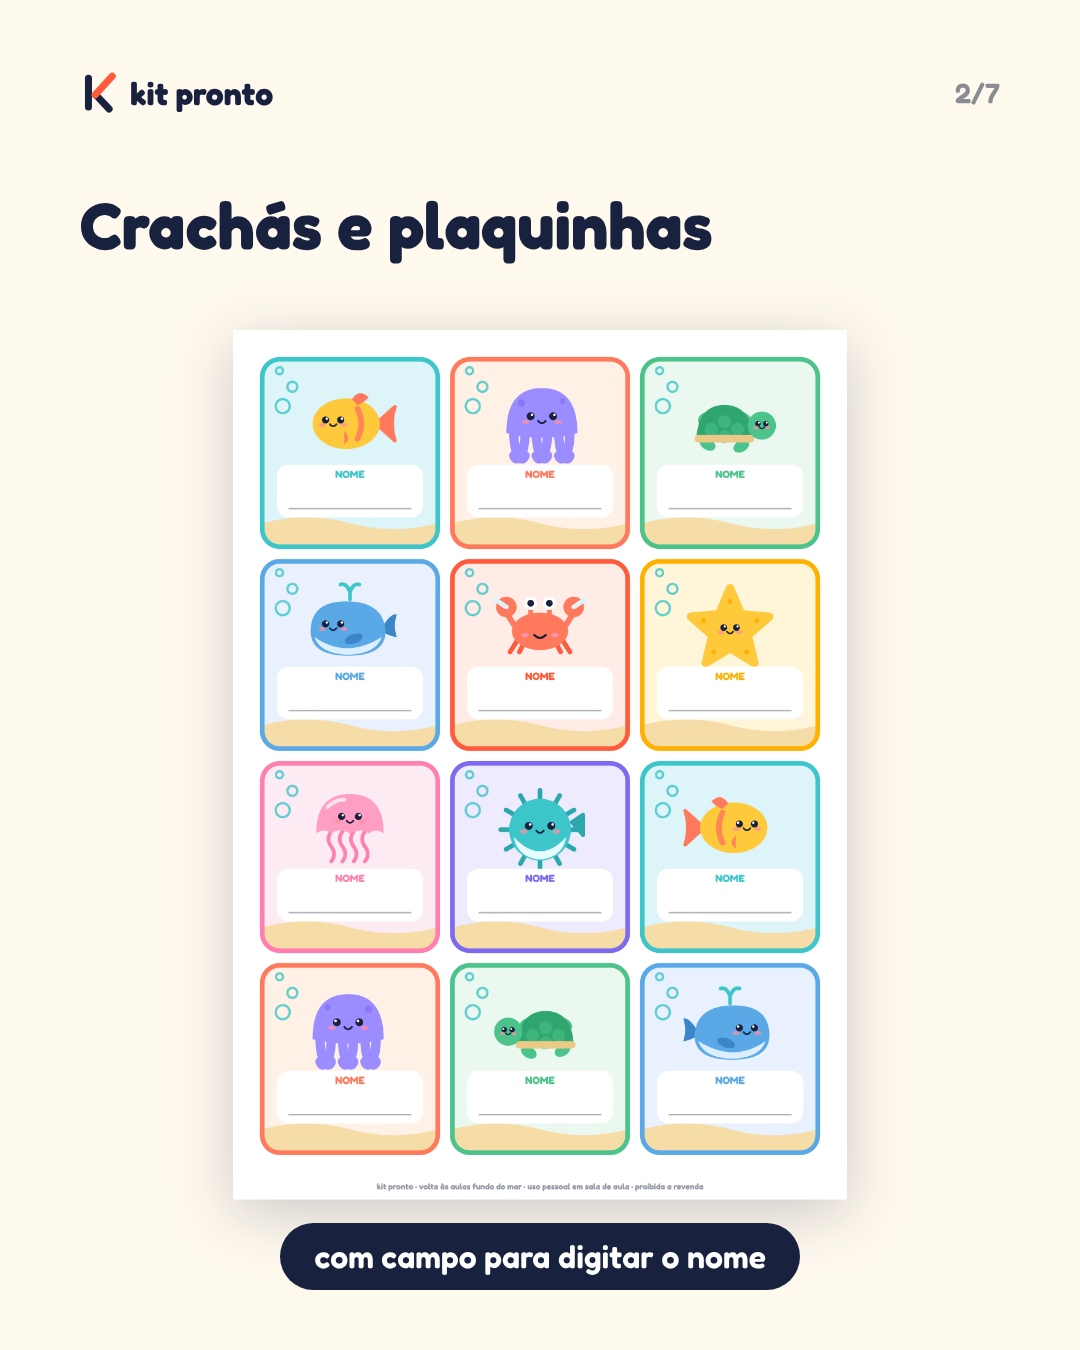 kit pronto
2/7
Crachás e plaquinhas
NOME
NOME
NOME
NOME
NOME
NOME
NOME
NOME
NOME
NOME
NOME
NOME
kit pronto · volta às aulas fundo do mar · uso pessoal em sala de aula · proibida a revenda
com campo para digitar o nome